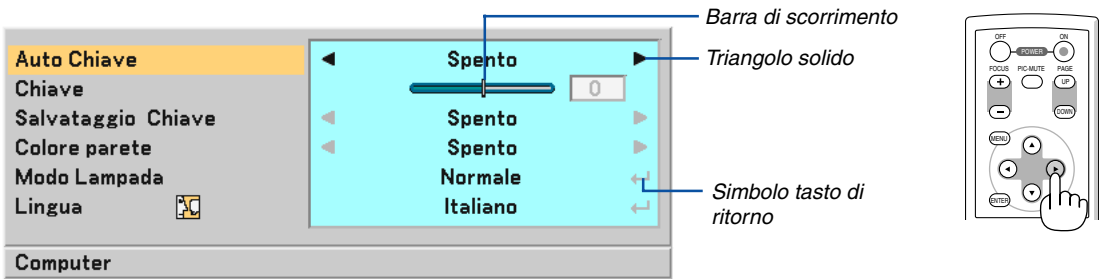 Barra di scorrimento
Auto Chiave Spento Triangolo solido
Chiave 0
Salvataggio Chiave Spento
Colore parete Spento
Modo Lampada Normale
Lingua Italiano
Simbolo tasto di
ritorno
Computer
OFF ON
POWER
FOCUS PIC-MUTE PAGE
UP
DOWN
MENU
ENTER